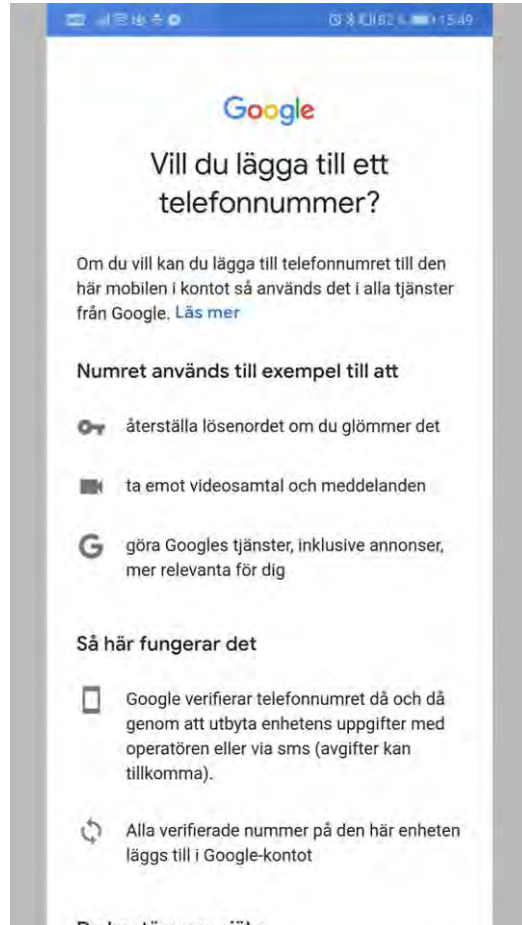 62 % 15:49
Google
Vill du lägga till ett
telefonnummer?
Om du vill kan du lägga till telefonnumret till den
här mobilen i kontot så används det i alla tjänster
från Google. Läs mer
Numret används till exempel till att
återställa lösenordet om du glömmer det
ta emot videosamtal och meddelanden
G göra Googles tjänster, inklusive annonser,
mer relevanta för dig
Så här fungerar det
Google verifierar telefonnumret då och då
genom att utbyta enhetens uppgifter med
operatören eller via sms (avgifter kan
tillkomma).
Alla verifierade nummer på den här enheten
läggs till i Google-kontot